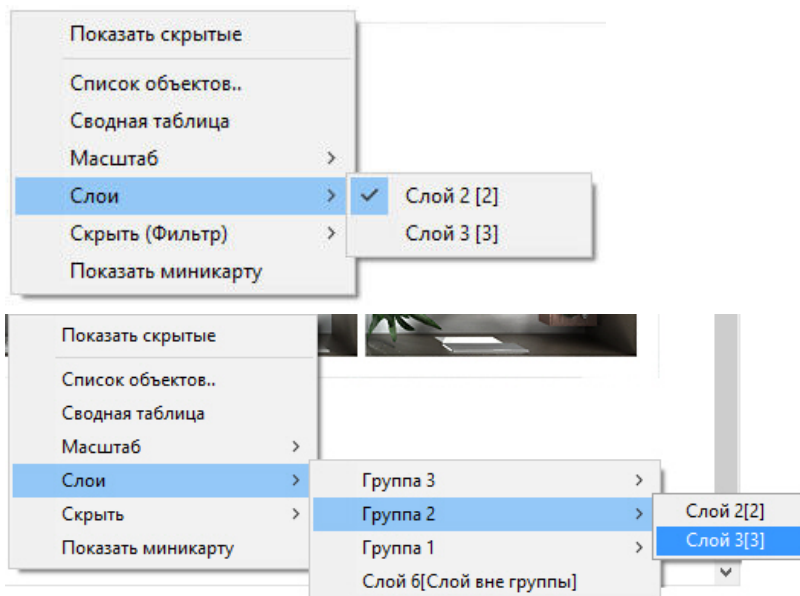 Показать скрытые
Список объектов..
Сводная таблица
Масштаб
Слои
Слой 2 [2]
Скрыть (Фильтр)
Слой 3 [3]
Показать миникарту
Показать скрытые
Список объектов..
Сводная таблица
Масштаб
Слои
Группа 3
Скрыть
Группа 2
Слой 2[2]
Показать миникарту
Группа 1
Слой 3[3]
Слой 6[Слой вне группы]